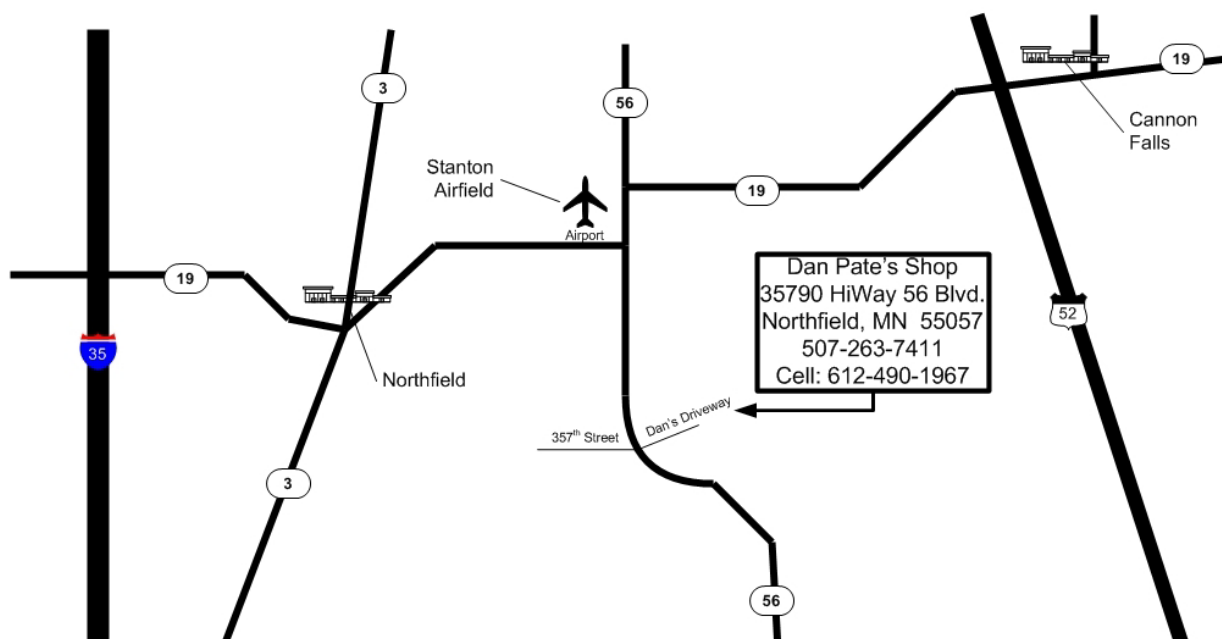 3
56
19
Cannon
Falls
Stanton
Airfield
19
Airport
19
Dan Pate's Shop
35790 HiWay 56 Blvd.
Northfield, MN 55057
507-263-7411
Cell: 612-490-1967
52
35
Northfield
Dan's Driveway
357th Street
3
56